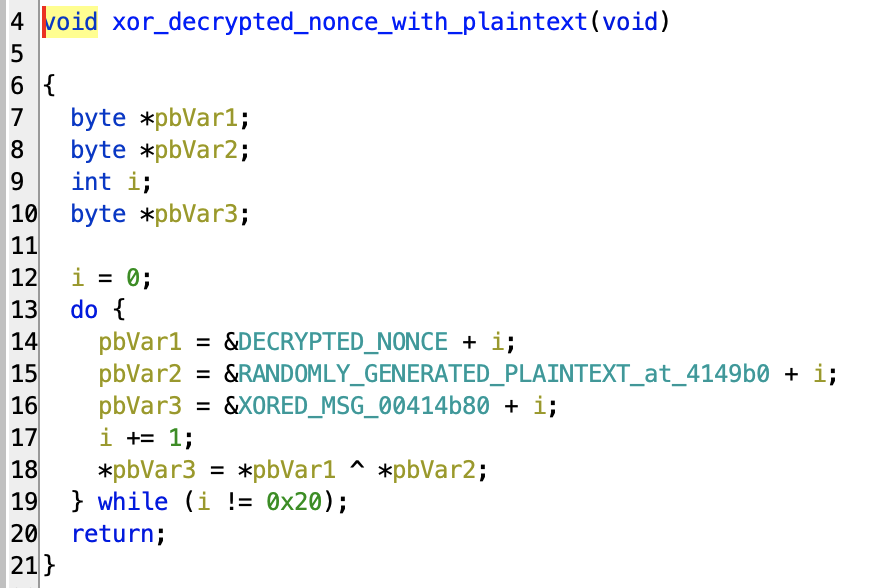 4 void xor_decrypted_nonce_with_plaintext(void)
5
6 {
7   byte *pbVar1;
8   byte *pbVar2;
9   int i;
10   byte *pbVar3;
11
12   i = 0;
13   do {
14     pbVar1 = &DECRYPTED_NONCE + i;
15     pbVar2 = &RANDOMLY_GENERATED_PLAINTEXT_at_4149b0 + i;
16     pbVar3 = &XORED_MSG_00414b80 + i;
17     i += 1;
18     *pbVar3 = *pbVar1 ^ *pbVar2;
19   } while (i != 0x20);
20   return;
21 }